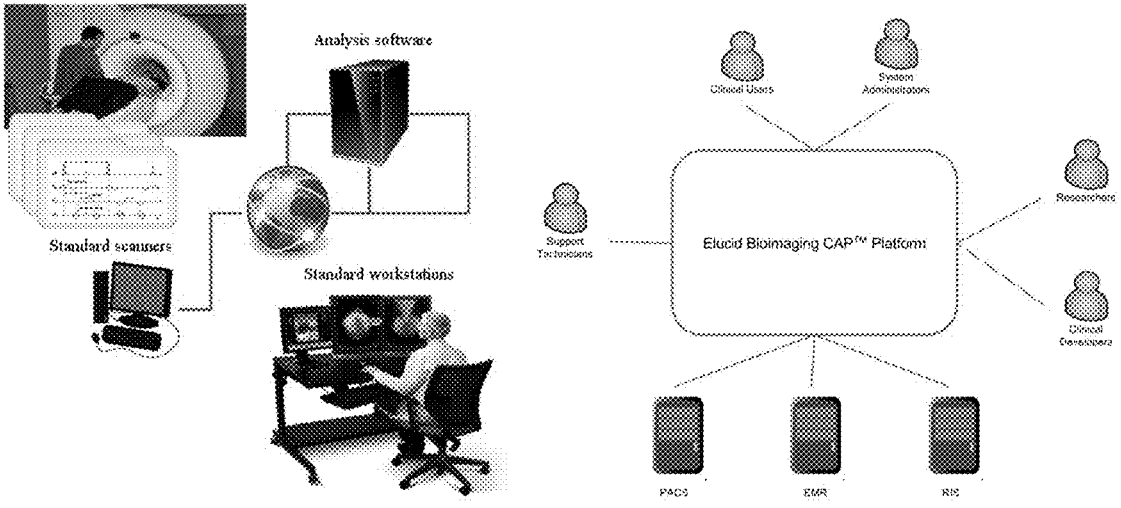 Analysis software
Standard scanners
Standard workstations
Clinical Users
System
Administrators
Researchers
Support
Technicians
Elucid Bioimaging CAP™ Platform
Clinical
Developers
PACS
EMR
RIS